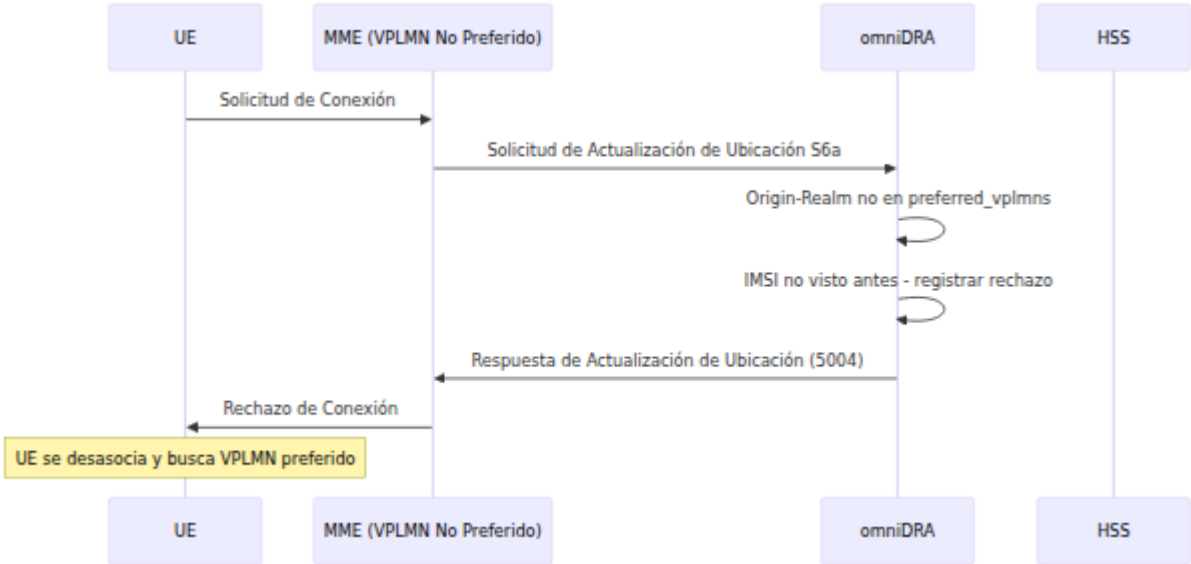 UE
MME (VPLMN No Preferido)
omniDRA
HSS
Solicitud de Conexión
Solicitud de Actualización de Ubicación S6a
Origin-Realm no en preferred_vplmns
IMSI no visto antes - registrar rechazo
Respuesta de Actualización de Ubicación (5004)
Rechazo de Conexión
UE se desasocia y busca VPLMN preferido
UE
MME (VPLMN No Preferido)
omniDRA
HSS